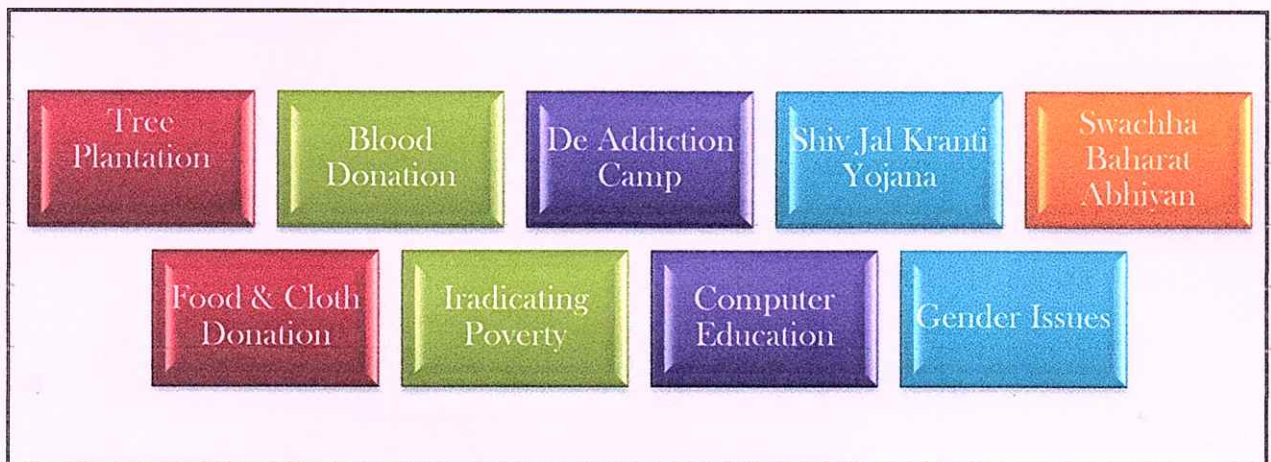 Tree
Plantation
Blood
Donation
De Addiction
Camp
Shiv Jal Kranti
Yojana
Swachha
Baharat
Abhiyan
Food & Cloth
Donation
Iradicating
Poverty
Computer
Education
Gender Issues